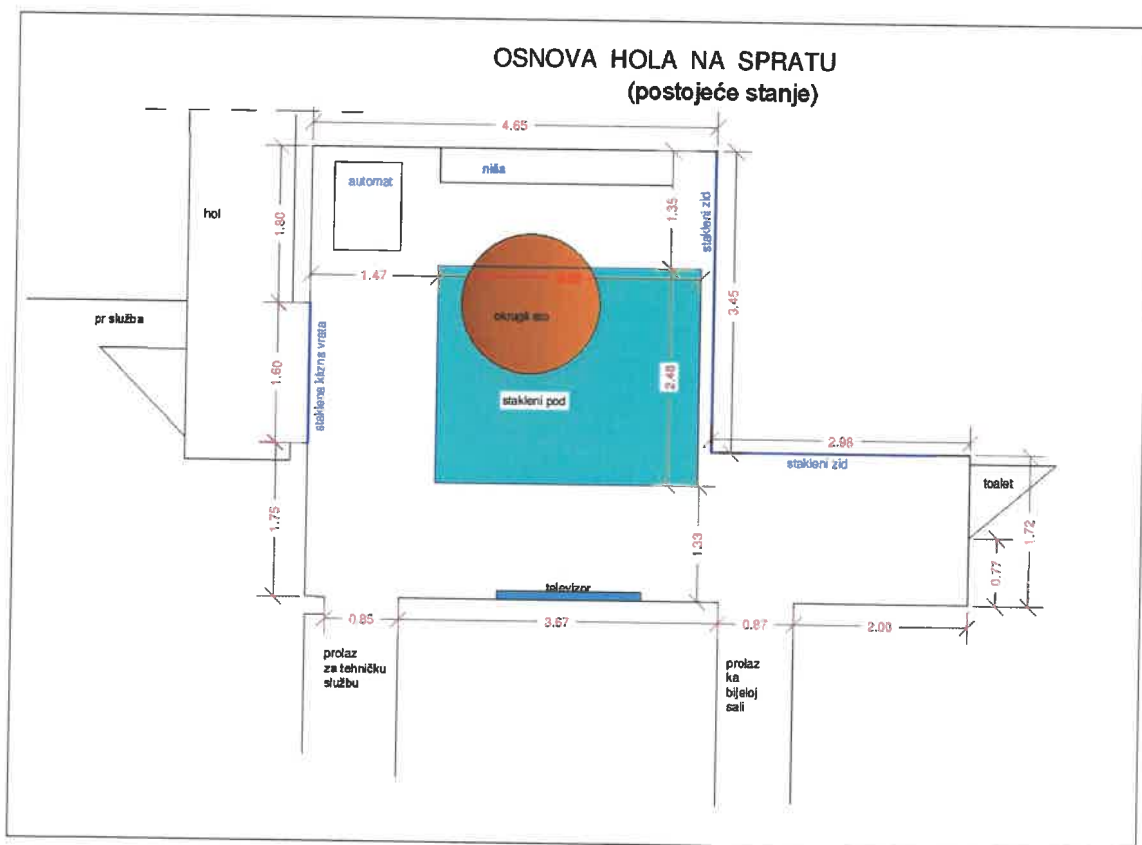 OSNOVA HOLA NA SPRATU
(postojeće stanje)
4.65
automat
niša
hol
1.80
1.35
stakleni zid
3.45
1.47
pr služba
okrugli sto
1.60
staklena klizna vrata
2.48
stakleni pod
2.98
stakleni zid
toalet
1.75
1.33
1.72
0.77
televizor
0.85
3.67
0.87
prolaz
za tehničku
službu
prolaz
ka
bijeloj
sali